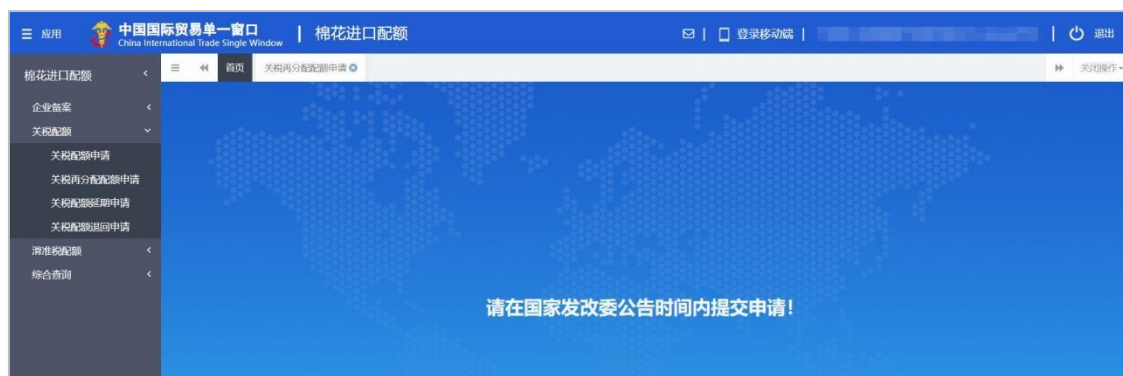 应用
中国国际贸易单一窗口
China International Trade Single Window
棉花进口配额
登录移动端
退出
棉花进口配额
首页
关税再分配配额申请
关闭操作
企业备案
关税配额
关税配额申请
关税再分配配额申请
关税配额延期申请
关税配额退回申请
滑准税配额
综合查询
请在国家发改委公告时间内提交申请！